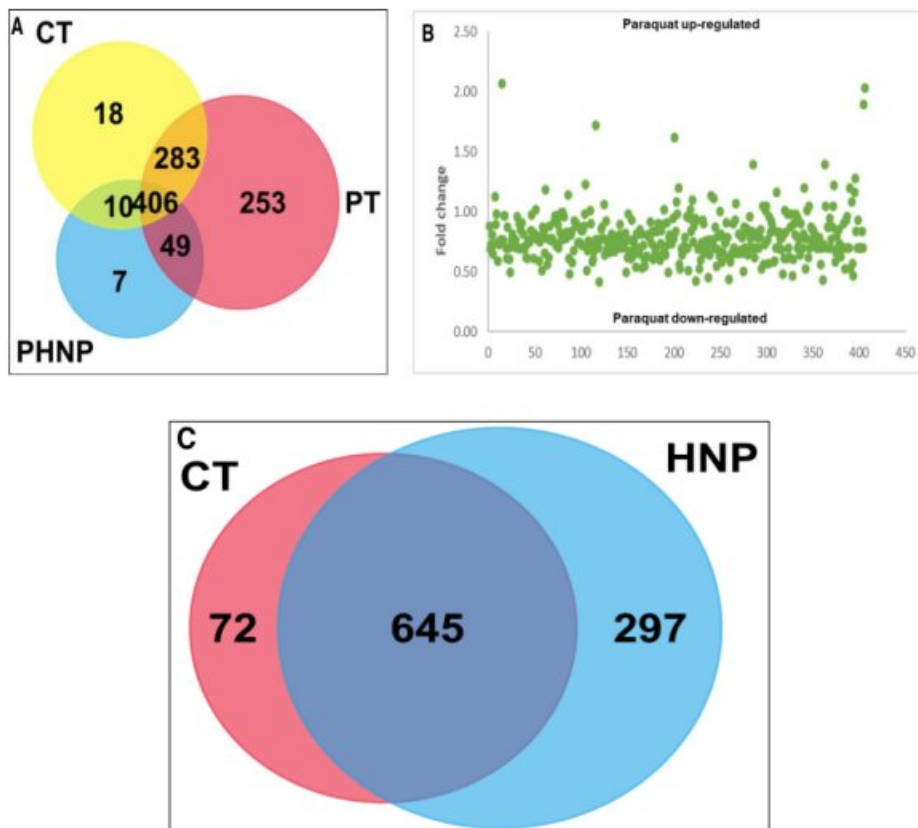 A
CT
18
283
10
406
253
PT
49
7
PHNP
B
Paraquat up-regulated
2.50
2.00
1.50
1.00
0.50
0.00
Fold change
Paraquat down-regulated
0 50 100 150 200 250 300 350 400 450
C
CT
HNP
72
645
297